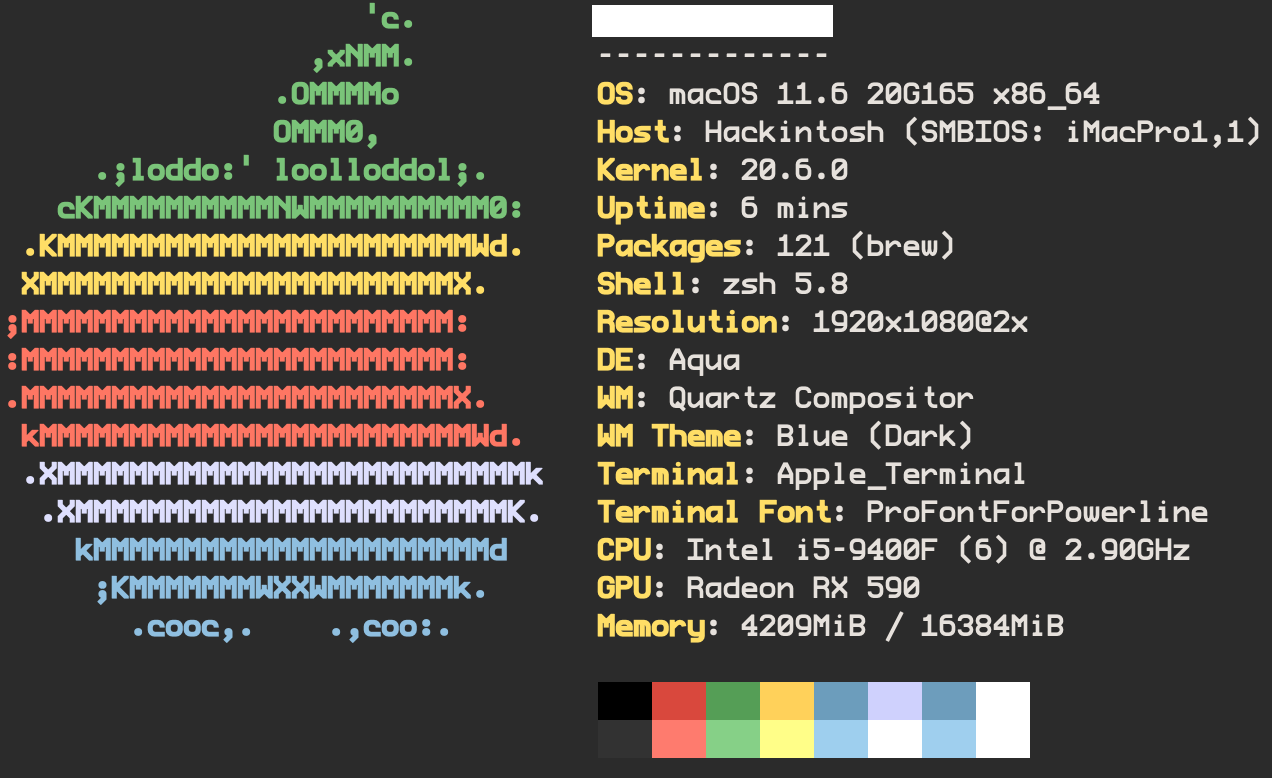 'c.
,xNMM.
-------------
.OMMMMo
OS: macOS 11.6 20G165 x86_64
OMMM0,
Host: Hackintosh (SMBIOS: iMacPro1,1)
.;loddo:' loolloddol;.
Kernel: 20.6.0
cKMMMMMMMMMMNWMMMMMMMMMM0:
Uptime: 6 mins
.KMMMMMMMMMMMMMMMMMMMMMMMWd.
Packages: 121 (brew)
XMMMMMMMMMMMMMMMMMMMMMMMX.
Shell: zsh 5.8
;MMMMMMMMMMMMMMMMMMMMMMMM:
Resolution: 1920x1080@2x
:MMMMMMMMMMMMMMMMMMMMMMMM:
DE: Aqua
.MMMMMMMMMMMMMMMMMMMMMMMMX.
WM: Quartz Compositor
kMMMMMMMMMMMMMMMMMMMMMMMMWd.
WM Theme: Blue (Dark)
.XMMMMMMMMMMMMMMMMMMMMMMMMMMk
Terminal: Apple_Terminal
.XMMMMMMMMMMMMMMMMMMMMMMMMK.
Terminal Font: ProFontForPowerline
kMMMMMMMMMMMMMMMMMMMMMMd
CPU: Intel i5-9400F (6) @ 2.90GHz
;KMMMMMMMWXXWMMMMMMMk.
GPU: Radeon RX 590
.cooc,.    .,coo:.
Memory: 4209MiB / 16384MiB